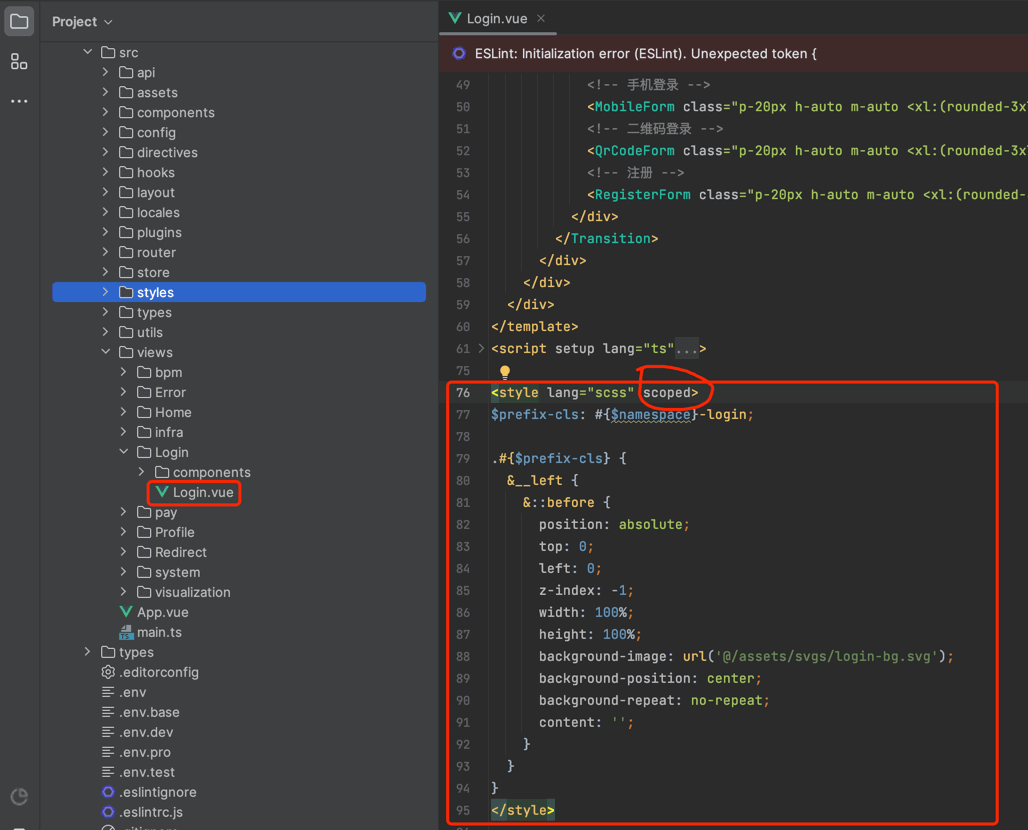 Project
src
api
assets
components
config
directives
hooks
layout
locales
plugins
router
store
styles
types
utils
views
bpm
Error
Home
infra
Login
components
Login.vue
pay
Profile
Redirect
system
visualization
App.vue
main.ts
types
.editorconfig
.env
.env.base
.env.dev
.env.pro
.env.test
.eslintignore
.eslintrc.js
Login.vue
ESLint: Initialization error (ESLint). Unexpected token {
49 <!-- 手机登录 -->
50 <MobileForm class="p-20px h-auto m-auto <xl:(rounded-3x
51 <!-- 二维码登录 -->
52 <QrCodeForm class="p-20px h-auto m-auto <xl:(rounded-3x
53 <!-- 注册 -->
54 <RegisterForm class="p-20px h-auto m-auto <xl:(rounded-
55 </div>
56 </Transition>
57 </div>
58 </div>
59 </div>
60 </template>
61 <script setup lang="ts"...>
75
76 <style lang="scss" scoped>
77 $prefix-cls: #{$namespace}-login;
78
79 .#{$prefix-cls} {
80 &__left {
81 &::before {
82 position: absolute;
83 top: 0;
84 left: 0;
85 z-index: -1;
86 width: 100%;
87 height: 100%;
88 background-image: url('@/assets/svgs/login-bg.svg');
89 background-position: center;
90 background-repeat: no-repeat;
91 content: '';
92 }
93 }
94 }
95 </style>